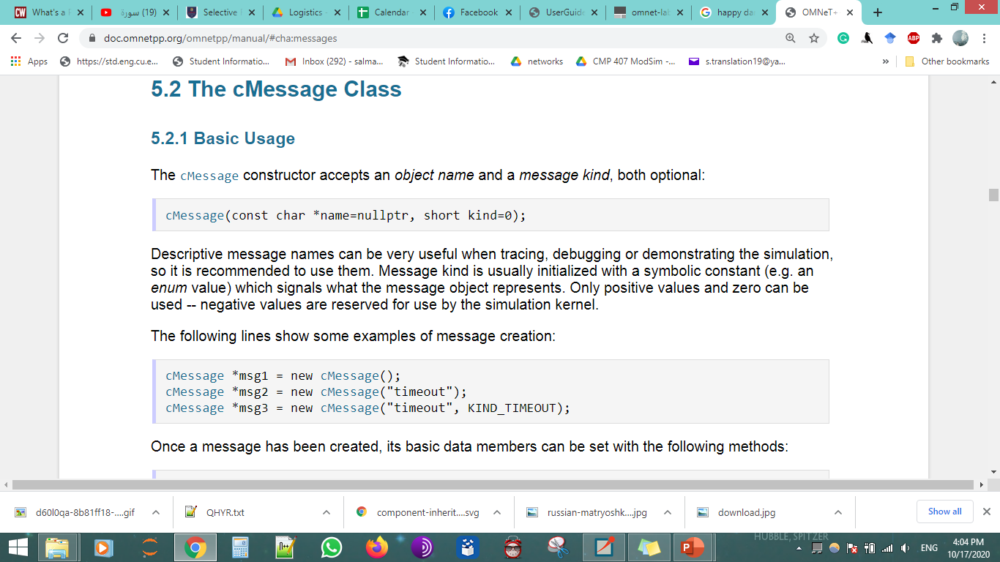 CW What's a
(19) سورة
Selective
Logistics -
Calendar
Facebook
UserGuide
omnet-lab
happy da
OMNeT+
doc.omnetpp.org/omnetpp/manual/#cha:messages
ABP
Apps
https://std.eng.cu.e...
Student Informatio...
Inbox (292) - salma...
Student Informatio...
networks
CMP 407 ModSim -...
s.translation19@ya...
»
Other bookmarks
5.2 The cMessage Class
5.2.1 Basic Usage
The cMessage constructor accepts an object name and a message kind, both optional:
cMessage(const char *name=nullptr, short kind=0);
Descriptive message names can be very useful when tracing, debugging or demonstrating the simulation,
so it is recommended to use them. Message kind is usually initialized with a symbolic constant (e.g. an
enum value) which signals what the message object represents. Only positive values and zero can be
used -- negative values are reserved for use by the simulation kernel.
The following lines show some examples of message creation:
cMessage *msg1 = new cMessage();
cMessage *msg2 = new cMessage("timeout");
cMessage *msg3 = new cMessage("timeout", KIND_TIMEOUT);
Once a message has been created, its basic data members can be set with the following methods:
d60l0qa-8b81ff18-....gif
QHYR.txt
component-inherit....svg
russian-matryoshk....jpg
download.jpg
Show all
HUBBLE, SPITZER
ENG
4:04 PM
10/17/2020